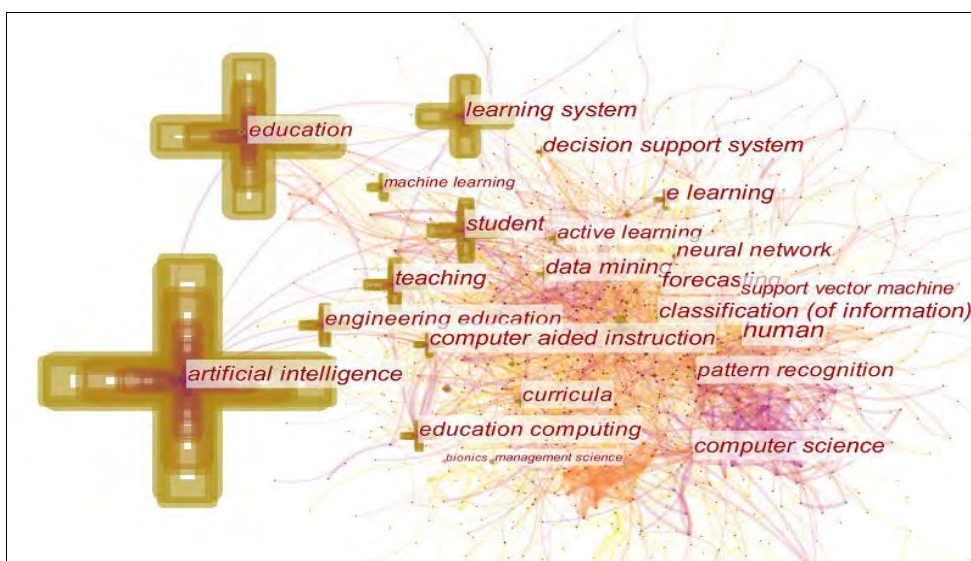 learning system
education
decision support system
machine learning
e learning
student
active learning
neural network
data mining
teaching
forecasting
support vector machine
classification (of information)
engineering education
human
computer aided instruction
artificial intelligence
pattern recognition
curricula
education computing
computer science
bionics
management science